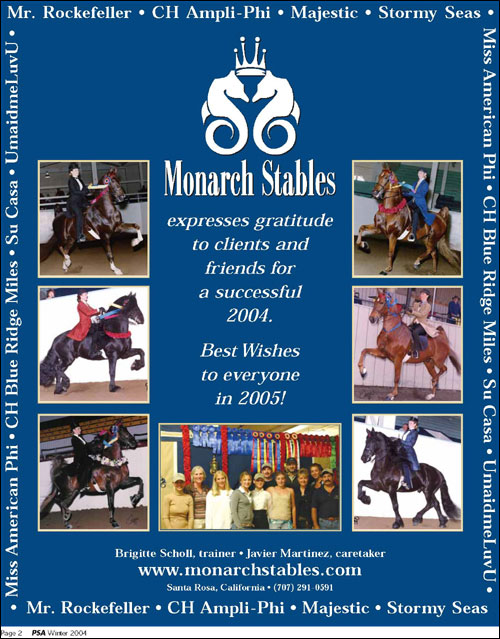 Mr. Rockefeller • CH Ampli-Phi • Majestic • Stormy Seas •
Miss American Phi • CH Blue Ridge Miles • Su Casa • UmaidmeLuvU •
Miss American Phi • CH Blue Ridge Miles • Su Casa • UmaidmeLuvU •
Monarch Stables
expresses gratitude
to clients and
friends for
a successful
2004.
Best Wishes
to everyone
in 2005!
Brigitte Scholl, trainer • Javier Martinez, caretaker
www.monarchstables.com
Santa Rosa, California • (707) 291-0591
• Mr. Rockefeller • CH Ampli-Phi • Majestic • Stormy Seas
Page 2 PSA Winter 2004